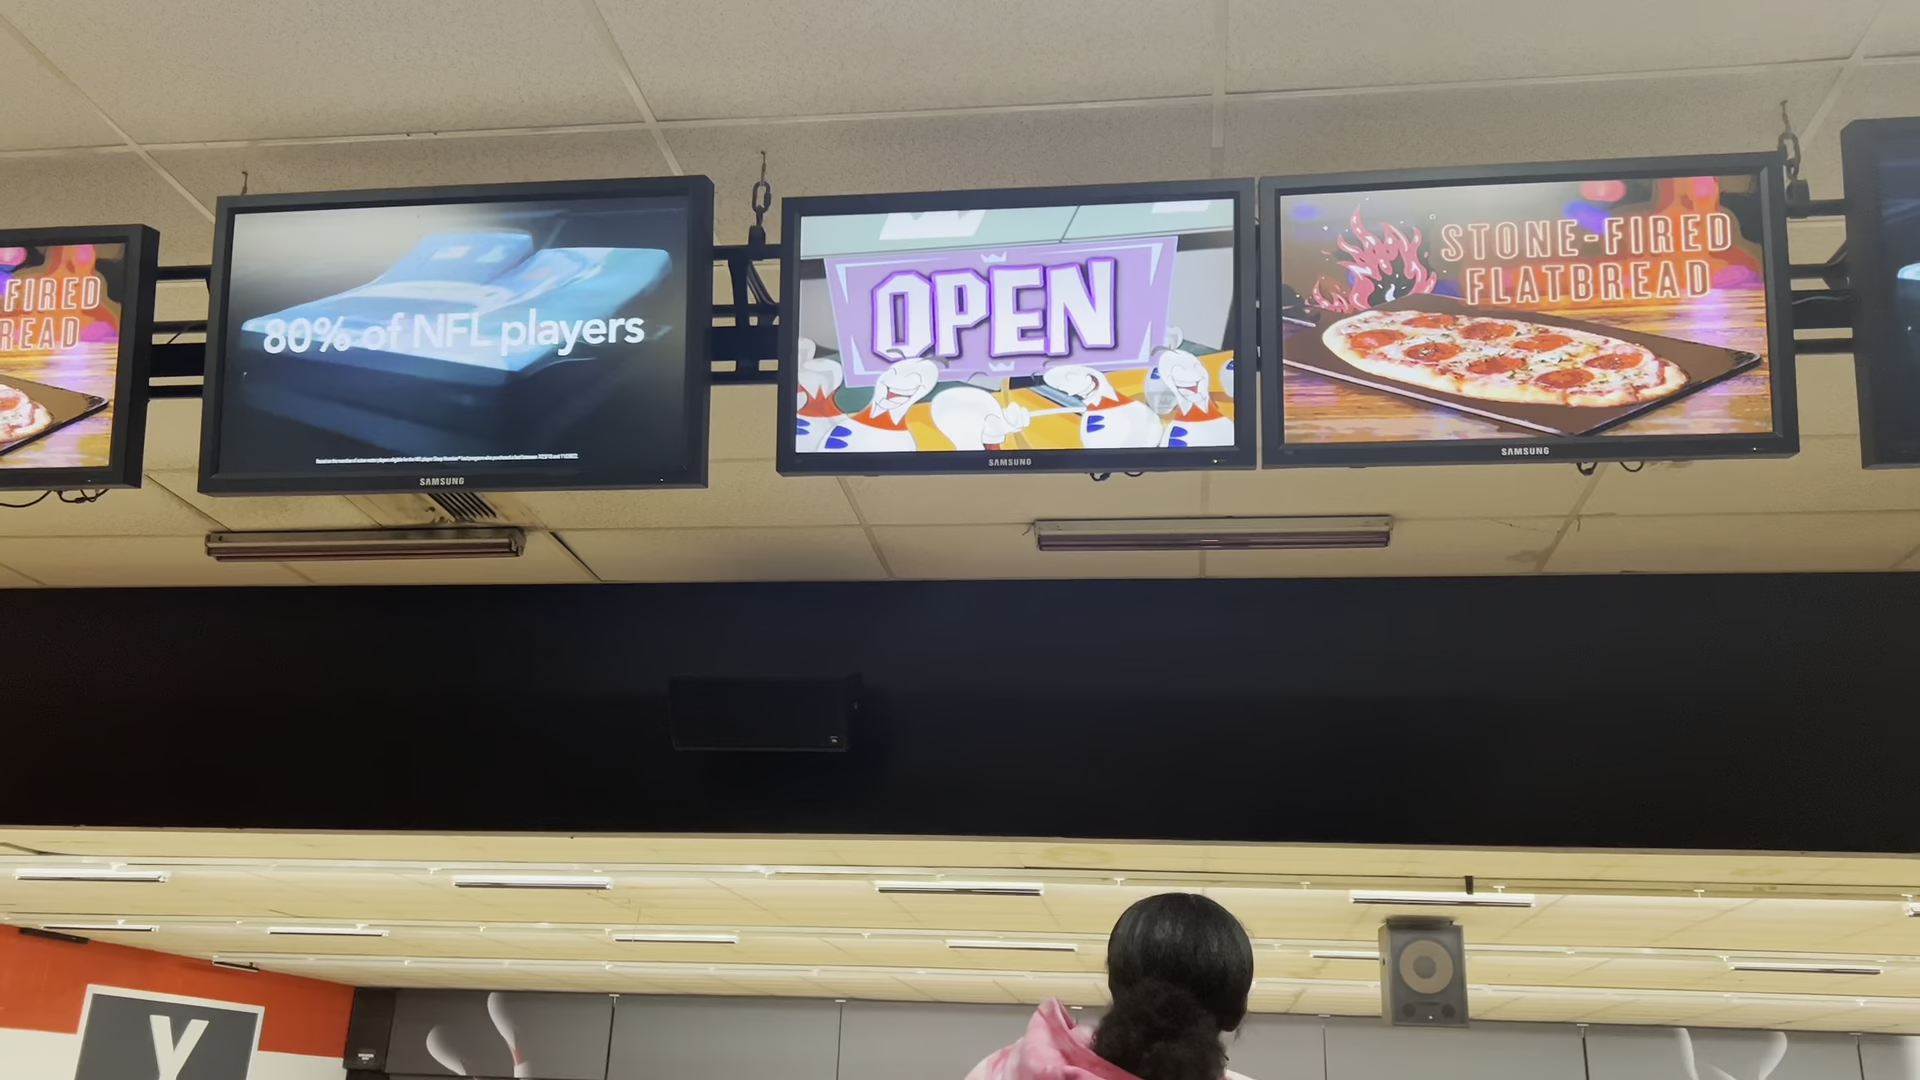 FIRED
READ
80% of NFL players
SAMSUNG
OPEN
SAMSUNG
STONE-FIRED
FLATBREAD
SAMSUNG
Y